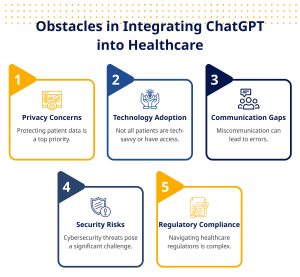 Obstacles in Integrating ChatGPT
into Healthcare
1
Privacy Concerns
Protecting patient data is
a top priority.
2
Technology Adoption
Not all patients are tech-
savvy or have access.
3
Communication Gaps
Miscommunication can
lead to errors.
4
Security Risks
Cybersecurity threats pose
a significant challenge.
5
Regulatory Compliance
Navigating healthcare
regulations is complex.